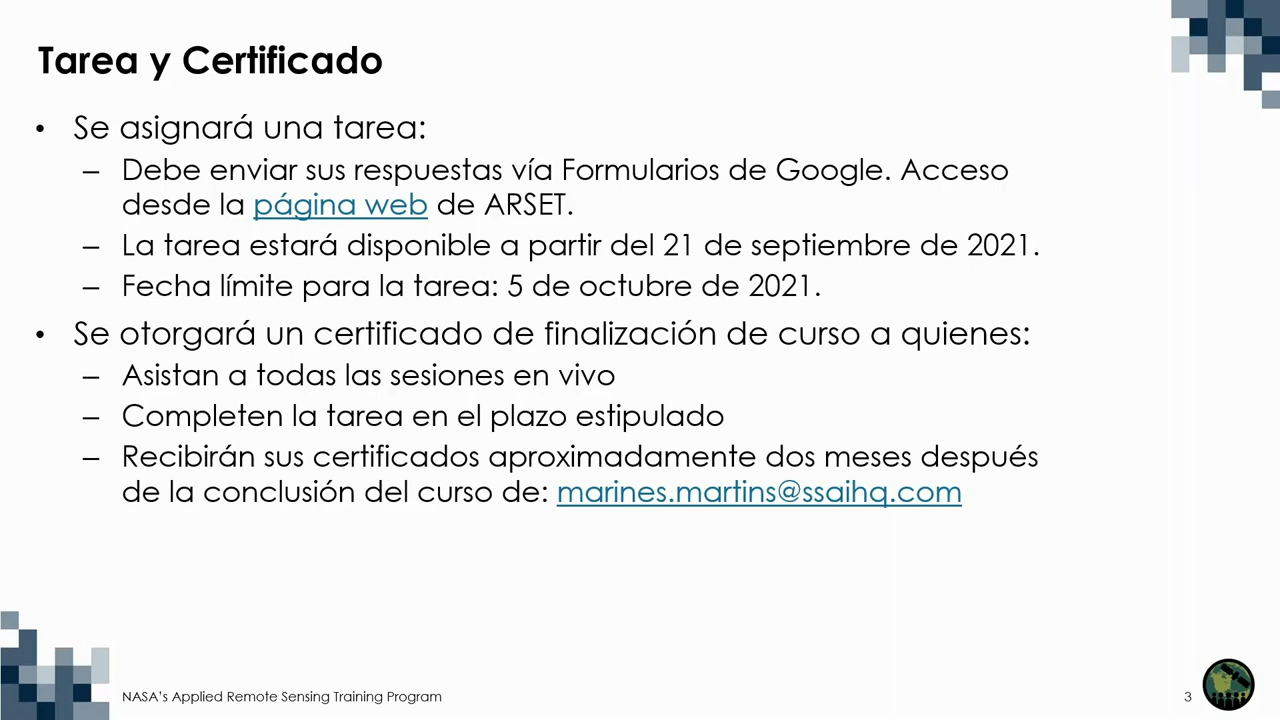 Tarea y Certificado
• Se asignará una tarea:
– Debe enviar sus respuestas vía Formularios de Google. Acceso
desde la página web de ARSET.
– La tarea estará disponible a partir del 21 de septiembre de 2021.
– Fecha límite para la tarea: 5 de octubre de 2021.
• Se otorgará un certificado de finalización de curso a quienes:
– Asistan a todas las sesiones en vivo
– Completen la tarea en el plazo estipulado
– Recibirán sus certificados aproximadamente dos meses después
de la conclusión del curso de: marines.martins@ssaihq.com
NASA's Applied Remote Sensing Training Program
3